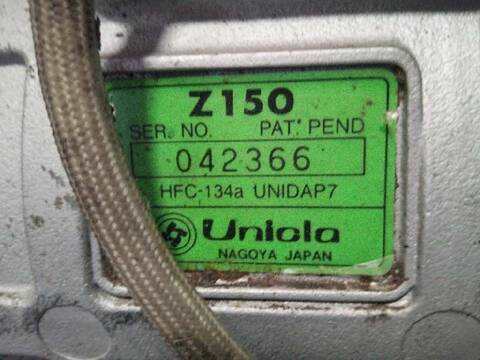 Z150
SER. NO. PAT. PEND
042366
HFC-134a UNIDAP7
Unicla
NAGOYA JAPAN